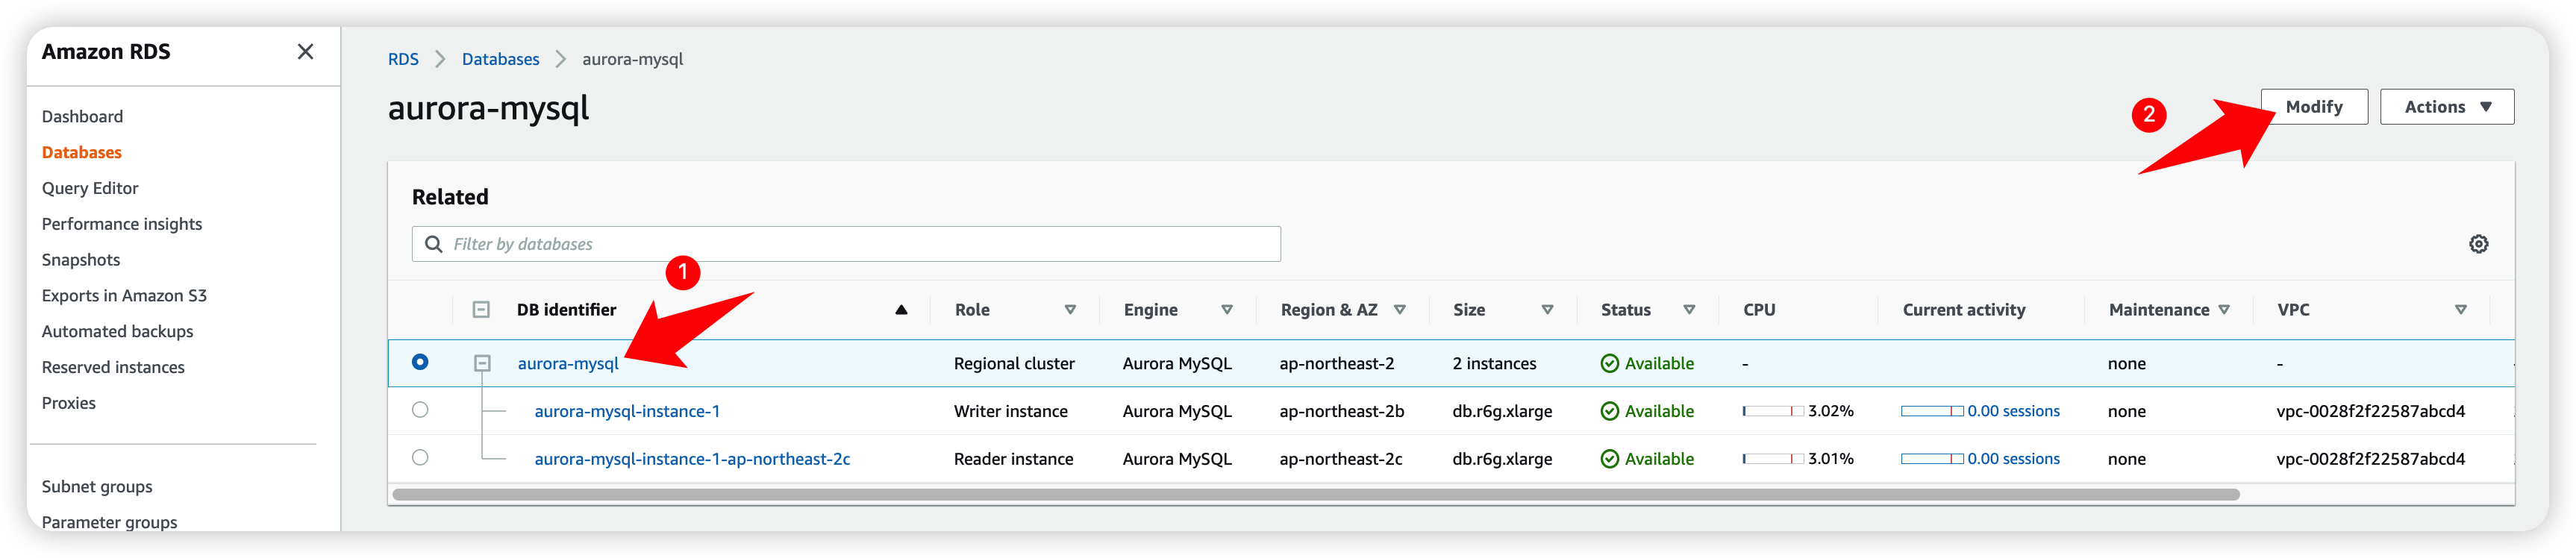 Amazon RDS
Dashboard
Databases
Query Editor
Performance insights
Snapshots
Exports in Amazon S3
Automated backups
Reserved instances
Proxies
Subnet groups
Parameter groups
RDS > Databases > aurora-mysql
aurora-mysql
2
Modify
Actions
Related
Filter by databases
1
DB identifier Role Engine Region & AZ Size Status CPU Current activity Maintenance VPC
aurora-mysql Regional cluster Aurora MySQL ap-northeast-2 2 instances Available - none -
aurora-mysql-instance-1 Writer instance Aurora MySQL ap-northeast-2b db.r6g.xlarge Available 3.02% 0.00 sessions none vpc-0028f2f22587abcd4
aurora-mysql-instance-1-ap-northeast-2c Reader instance Aurora MySQL ap-northeast-2c db.r6g.xlarge Available 3.01% 0.00 sessions none vpc-0028f2f22587abcd4